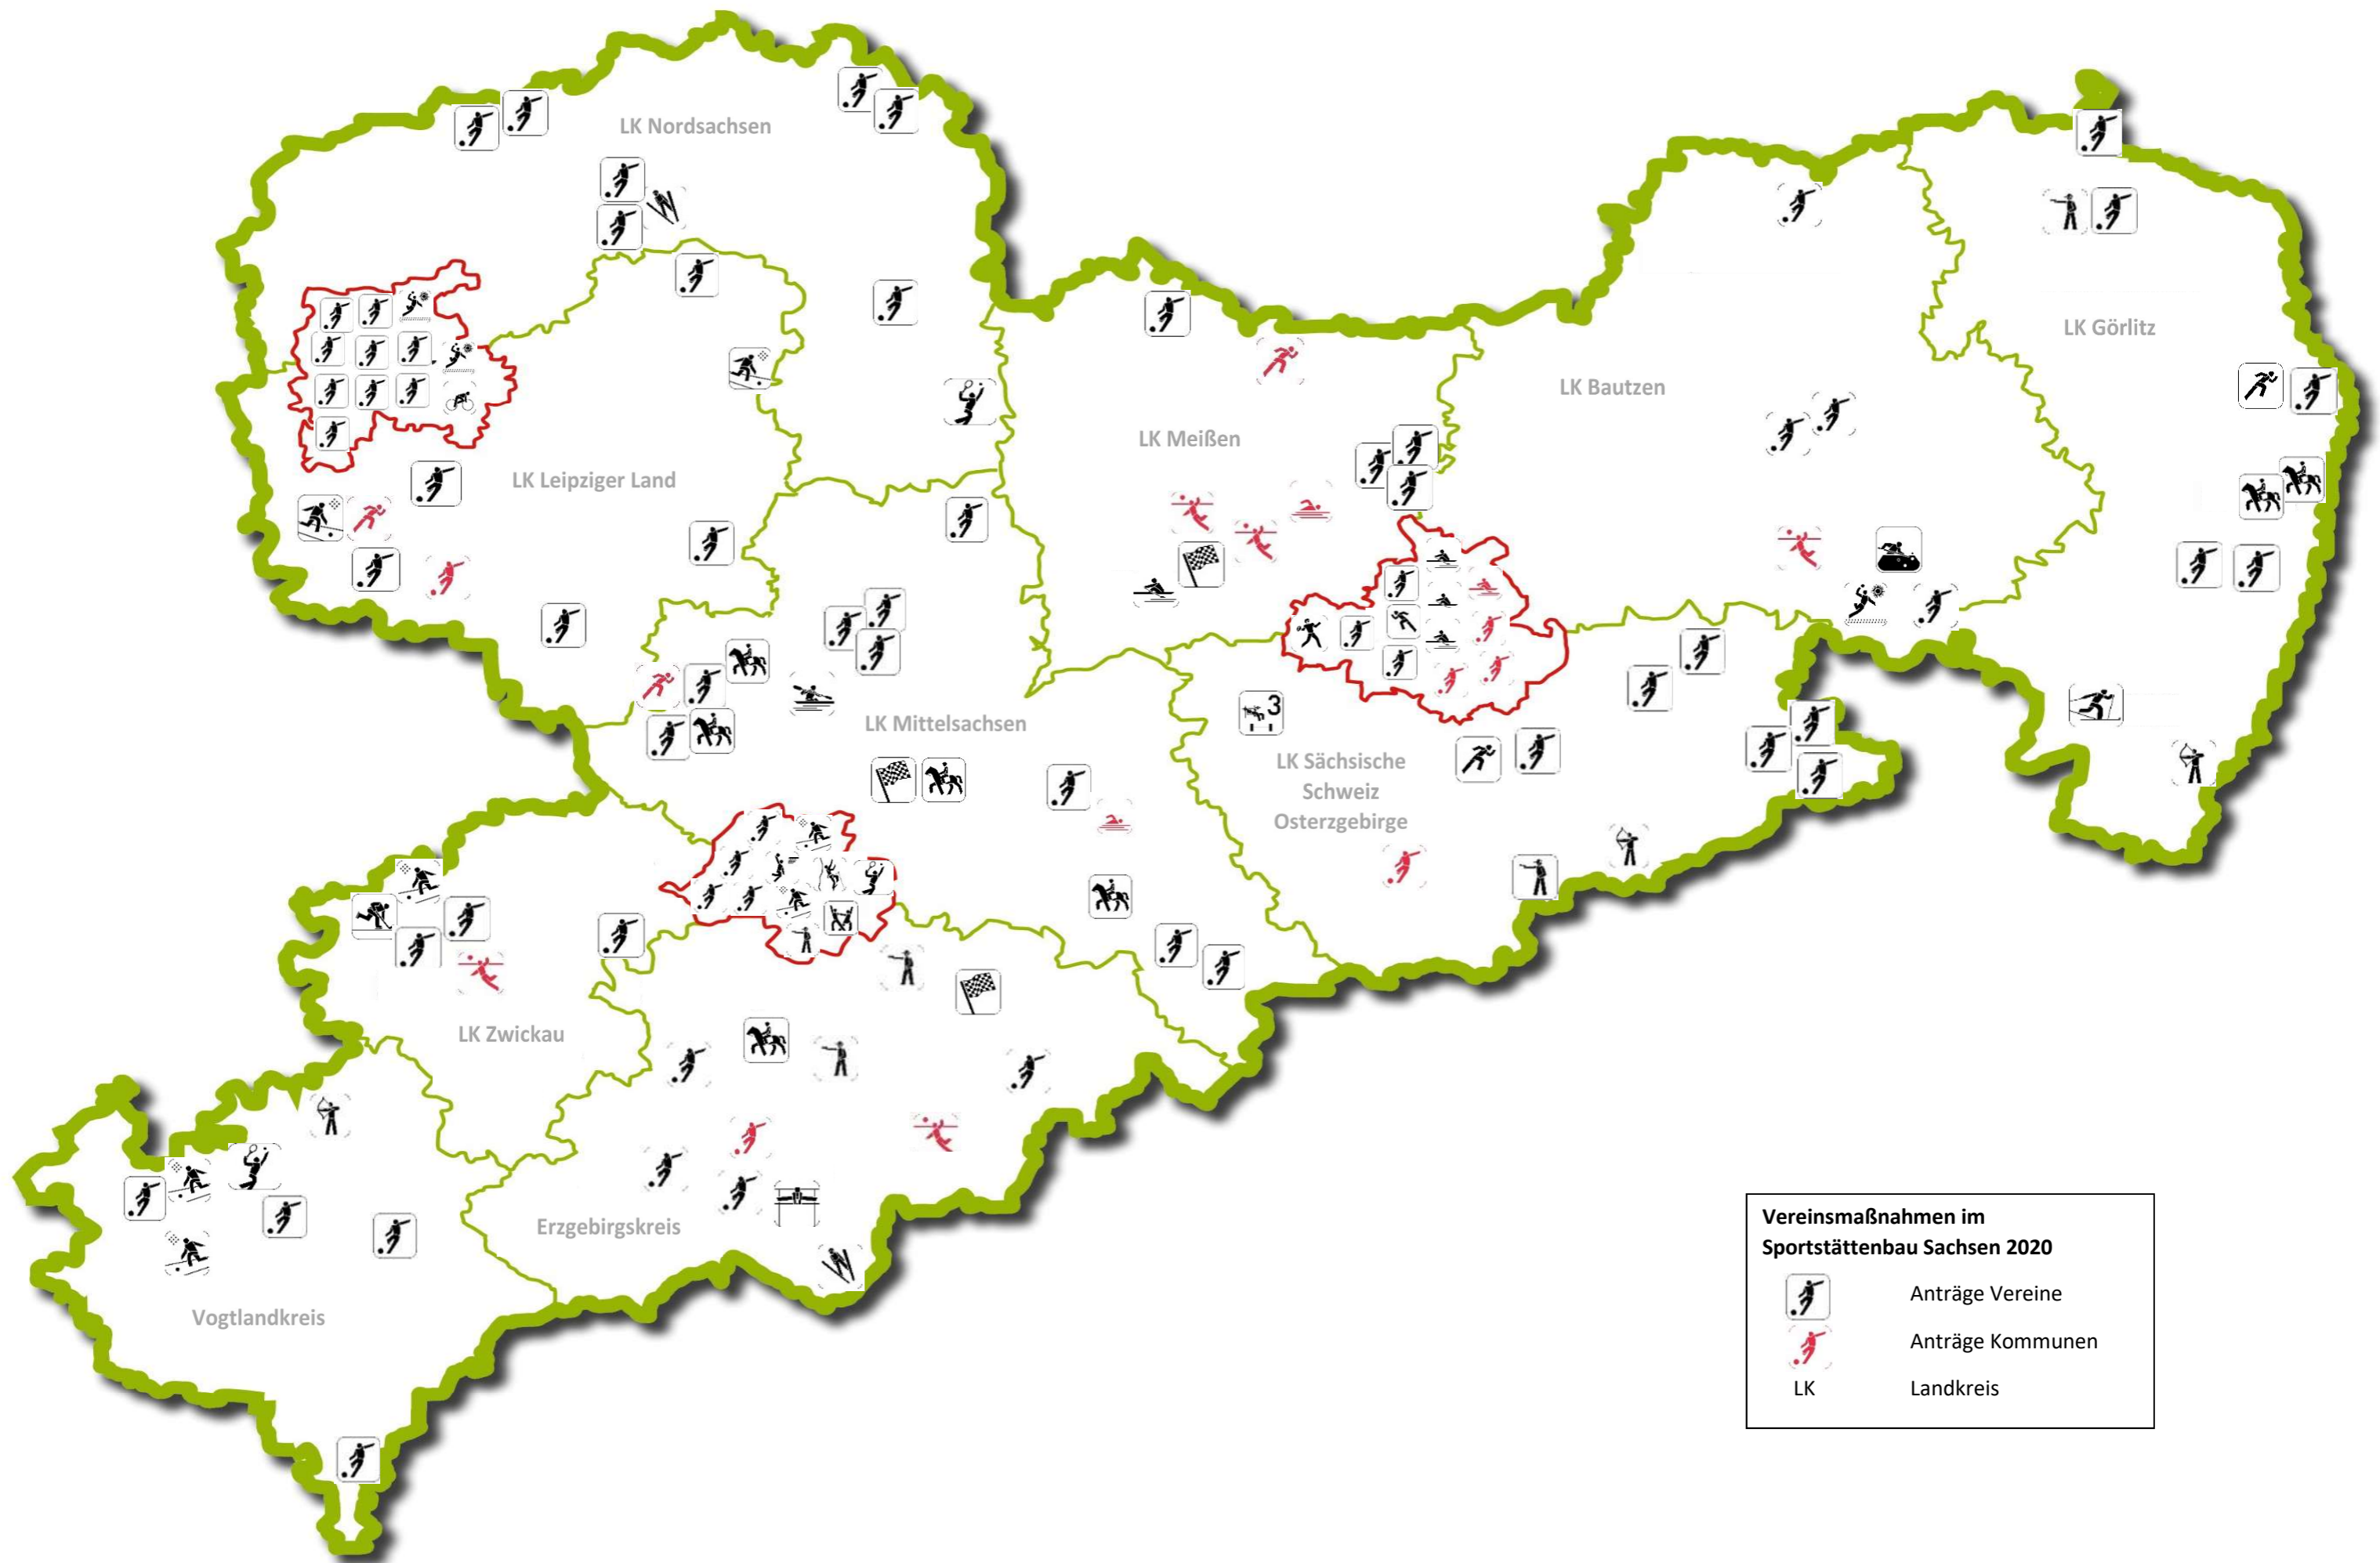 LK Nordsachsen
LK Görlitz
LK Bautzen
LK Meißen
LK Leipziger Land
LK Mittelsachsen
3
LK Sächsische
Schweiz
Osterzgebirge
LK Zwickau
Erzgebirgskreis
Vogtlandkreis
Vereinsmaßnahmen im
Sportstättenbau Sachsen 2020
Anträge Vereine
Anträge Kommunen
LK Landkreis